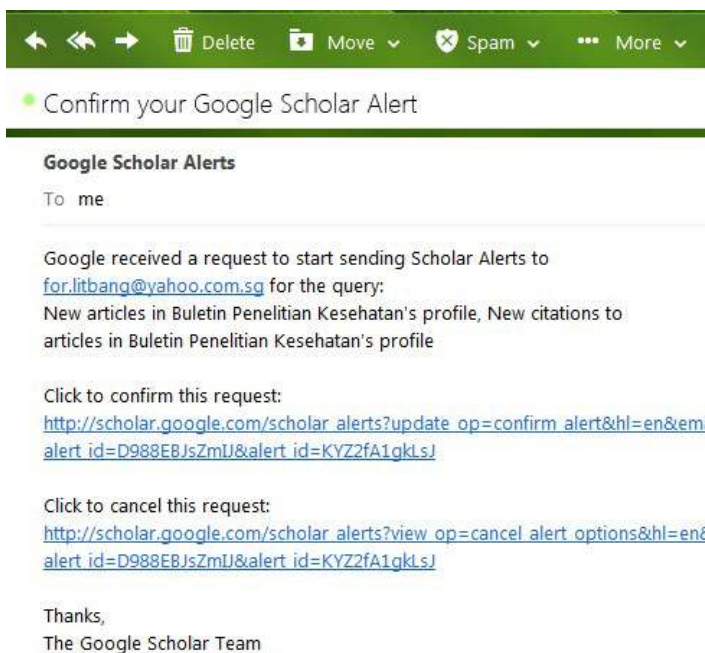 Delete Move Spam ••• More
Confirm your Google Scholar Alert
Google Scholar Alerts
To me
Google received a request to start sending Scholar Alerts to
for.litbang@yahoo.com.sg for the query:
New articles in Buletin Penelitian Kesehatan's profile, New citations to
articles in Buletin Penelitian Kesehatan's profile
Click to confirm this request:
http://scholar.google.com/scholar_alerts?update_op=confirm_alert&hl=en&em
alert_id=D988EBJsZmIJ&alert_id=KYZ2fA1gkLsJ
Click to cancel this request:
http://scholar.google.com/scholar_alerts?view_op=cancel_alert_options&hl=en&
alert_id=D988EBJsZmIJ&alert_id=KYZ2fA1gkLsJ
Thanks,
The Google Scholar Team